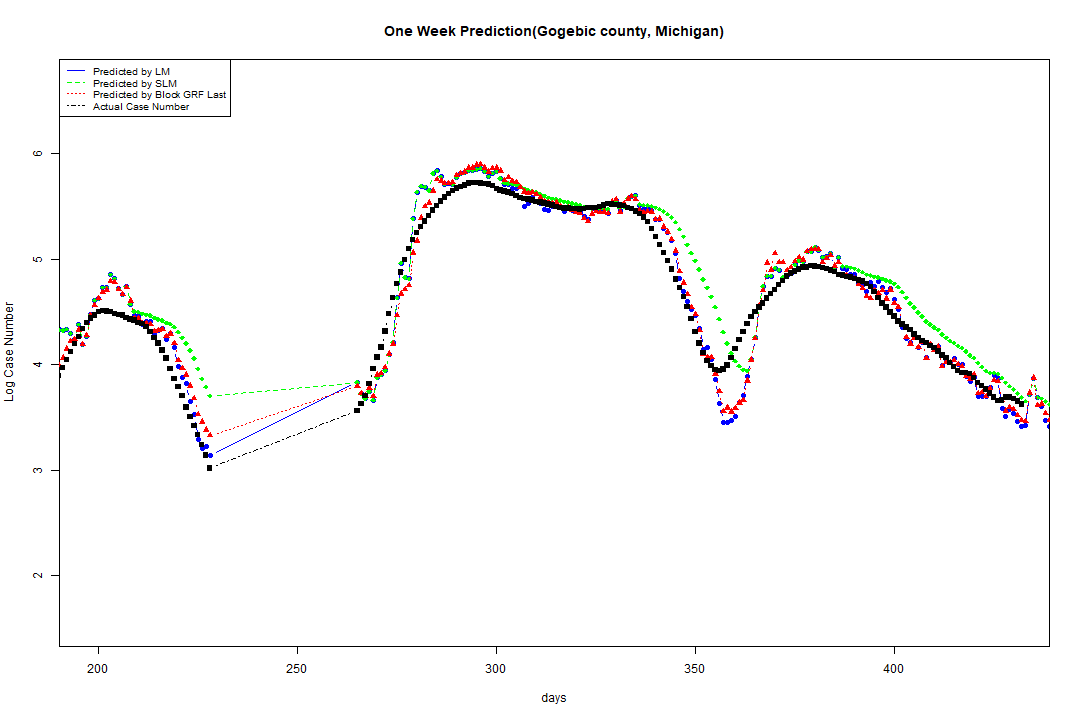 One Week Prediction(Gogebic county, Michigan)
Predicted by LM
Predicted by SLM
Predicted by Block GRF Last
Actual Case Number
Log Case Number
6
5
4
3
2
200 250 300 350 400
days